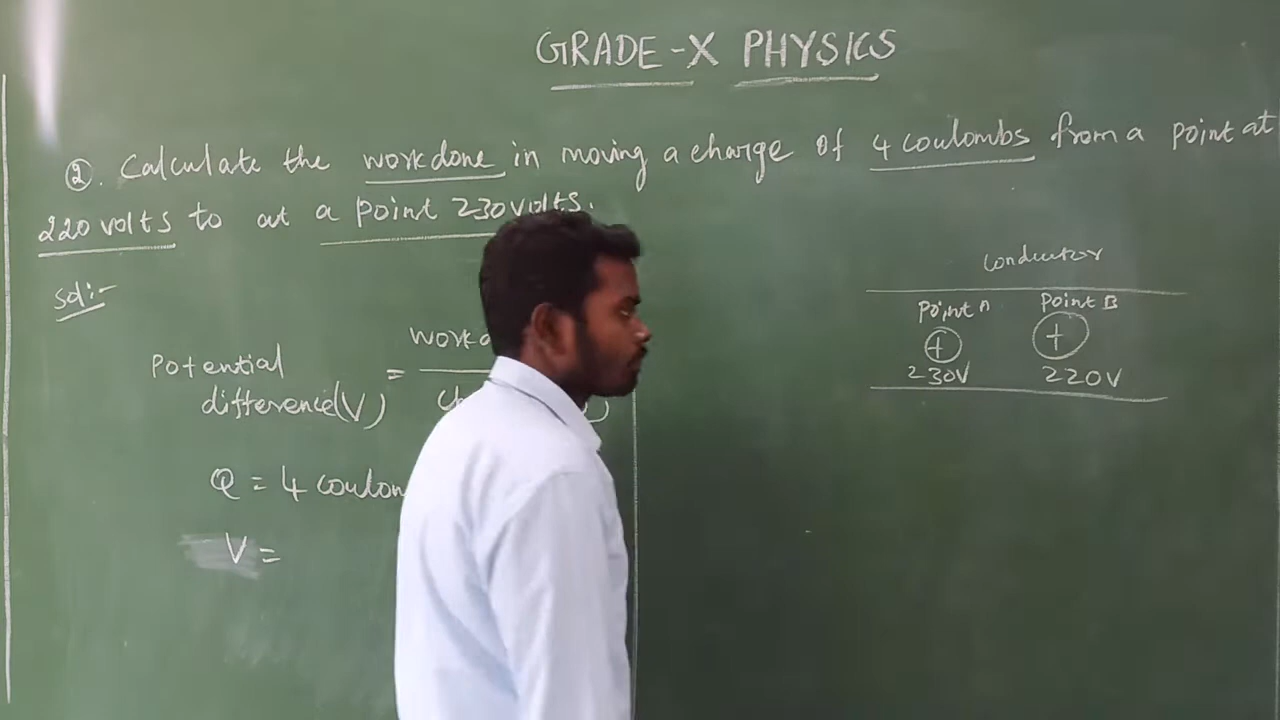 GRADE-X PHYSICS
②. Calculate the workdone in moving a charge of 4 coulombs from a point at
220 volts to at a point 230 volts.
Sol:-
Potential
difference(V) =
Q = 4
V =
conductor
Point A Point B
+ +
230V 220V